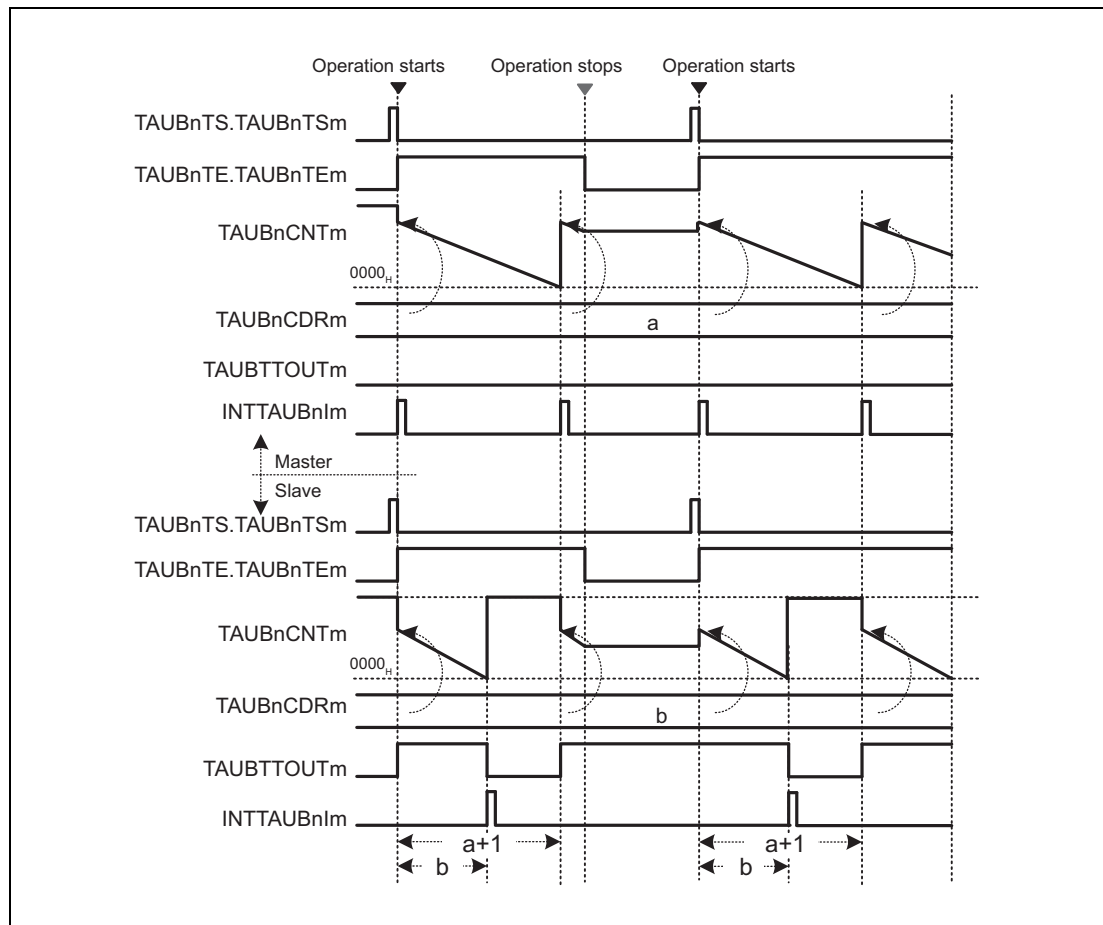 Operation starts Operation stops Operation starts
TAUBnTS.TAUBnTSm
TAUBnTE.TAUBnTEm
TAUBnCNTm
0000H
TAUBnCDRm
a
TAUBTTOUTm
INTTAUBnIm
Master
Slave
TAUBnTS.TAUBnTSm
TAUBnTE.TAUBnTEm
TAUBnCNTm
0000H
TAUBnCDRm
b
TAUBTTOUTm
INTTAUBnIm
a+1 a+1
b b